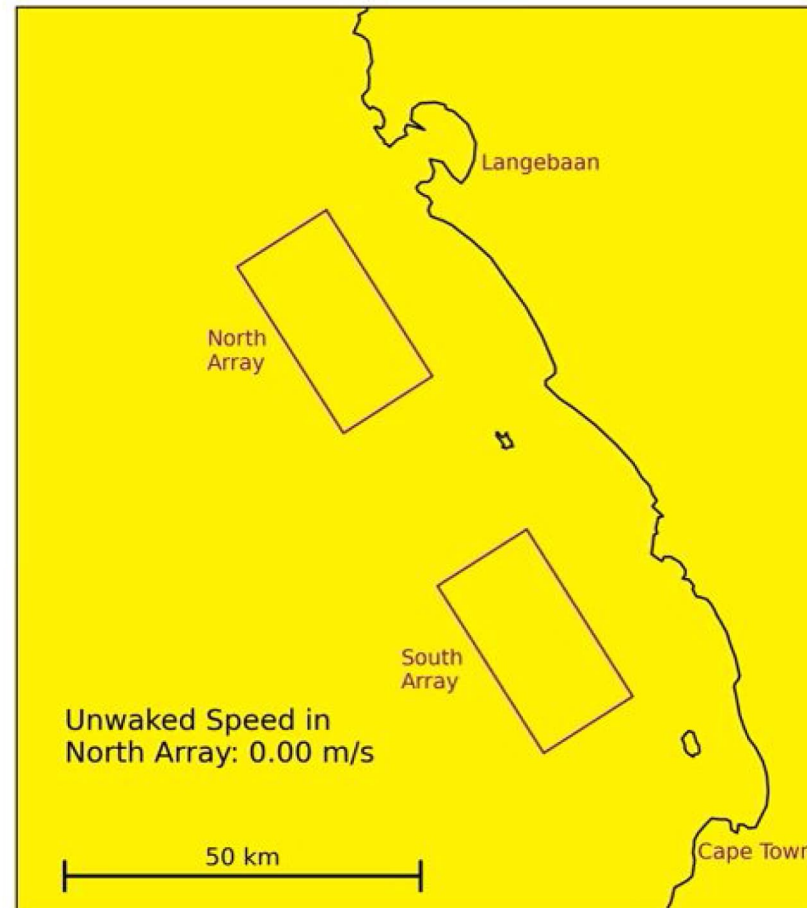 Langebaan
North
Array
South
Array
Unwaked Speed in
North Array: 0.00 m/s
50 km
Cape Town